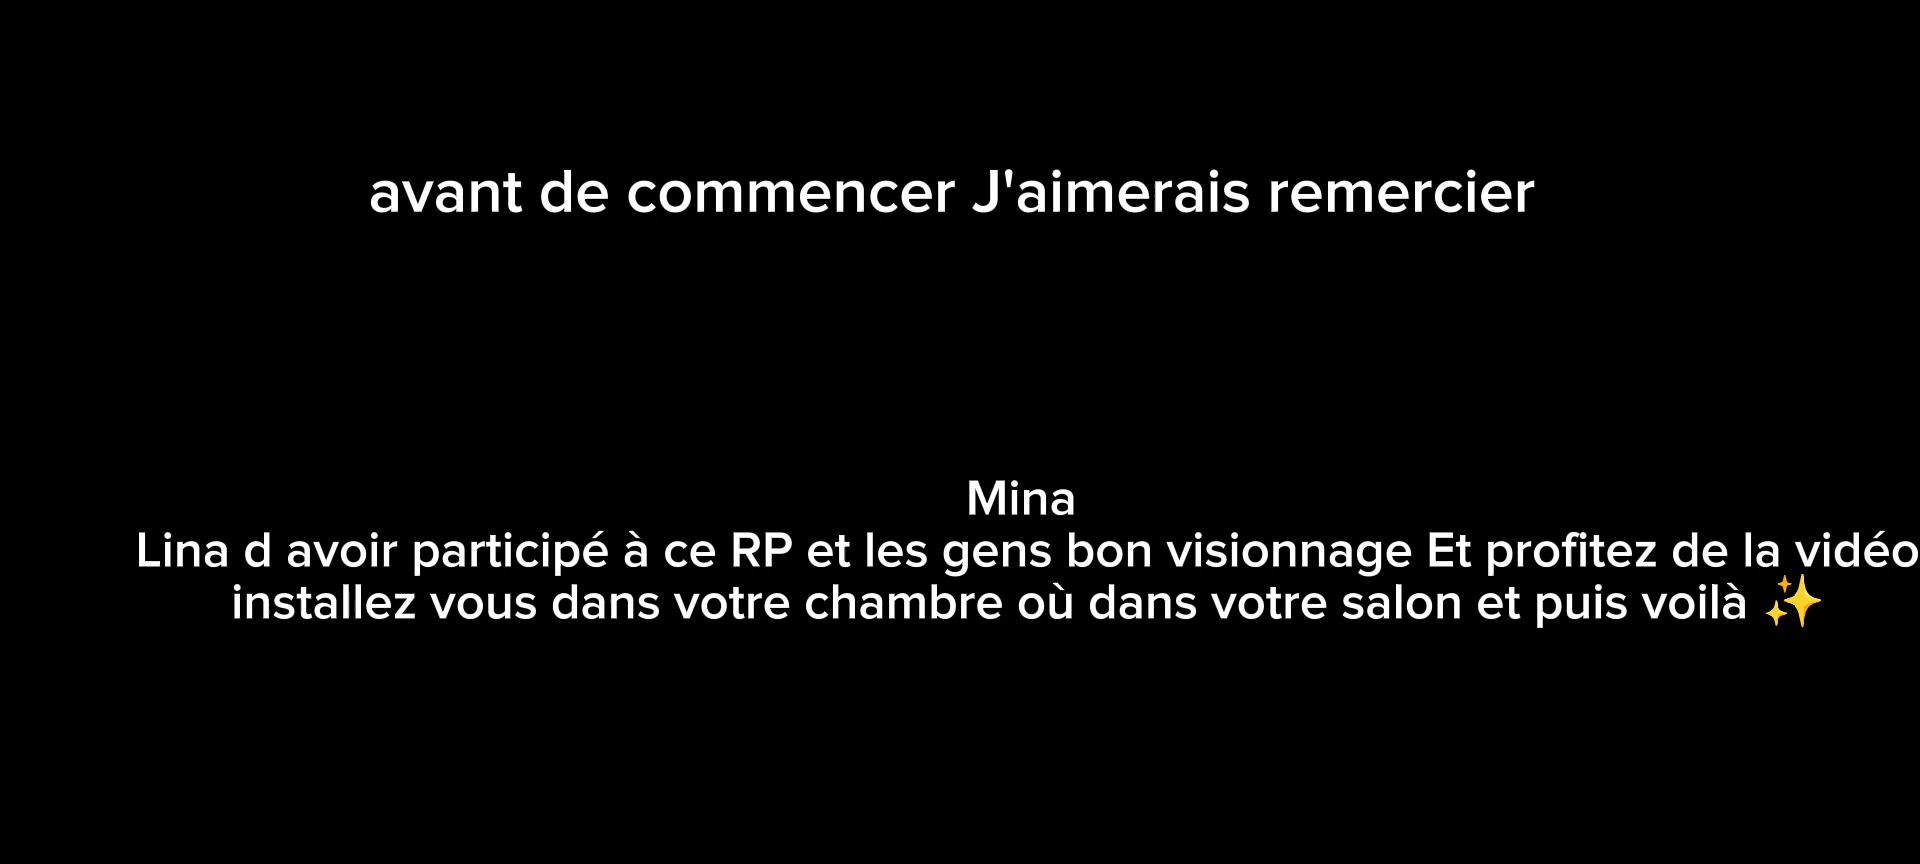 avant de commencer J'aimerais remercier
Mina
Lina d avoir participé à ce RP et les gens bon visionnage Et profitez de la vidéo
installez vous dans votre chambre où dans votre salon et puis voilà ✨